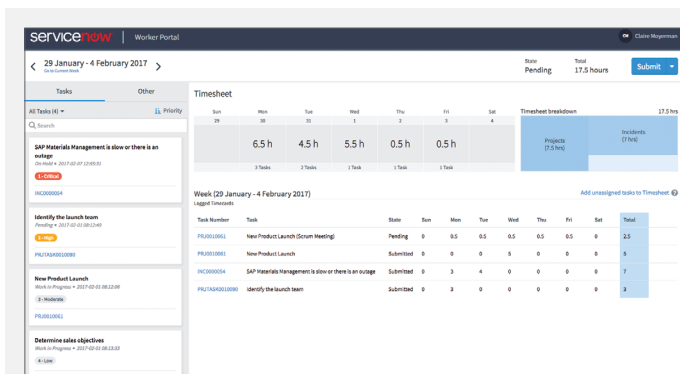 servicenow Worker Portal CM Claire Moyerman
29 January - 4 February 2017
Go to Current Week
State
Pending
Total
17.5 hours
Submit
Tasks Other
All Tasks (4) Priority
Search
SAP Materials Management is slow or there is an
outage
On Hold • 2017-02-07 12:55:51
1 - Critical
INC0000054
Identify the launch team
Pending • 2017-02-01 08:12:40
2 - High
PRJTASK0010080
New Product Launch
Work in Progress • 2017-02-01 08:12:06
3 - Moderate
PRJ0010061
Determine sales objectives
Work in Progress • 2017-02-01 08:13:33
4 - Low
Timesheet
Sun Mon Tue Wed Thu Fri Sat
29 30 31 1 2 3 4
6.5 h 4.5 h 5.5 h 0.5 h 0.5 h
3 Tasks 2 Tasks 1 Task 1 Task 1 Task
Timesheet breakdown 17.5 hrs
Projects
(7.5 hrs)
Incidents
(7 hrs)
Week (29 January - 4 February 2017) Add unassigned tasks to Timesheet ?
Logged Timecards
Task Number Task State Sun Mon Tue Wed Thu Fri Sat Total
PRJ0010061 New Product Launch (Scrum Meeting) Pending 0 0.5 0.5 0.5 0.5 0.5 0 2.5
PRJ0010061 New Product Launch Submitted 0 0 0 5 0 0 0 5
INC0000054 SAP Materials Management is slow or there is an outage Submitted 0 3 4 0 0 0 0 7
PRJTASK0010080 Identify the launch team Submitted 0 3 0 0 0 0 0 3